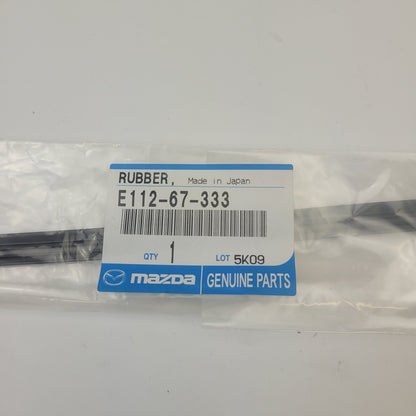 RUBBER, Made in Japan
E112-67-333
QTY 1 LOT 5K09
mazda GENUINE PARTS